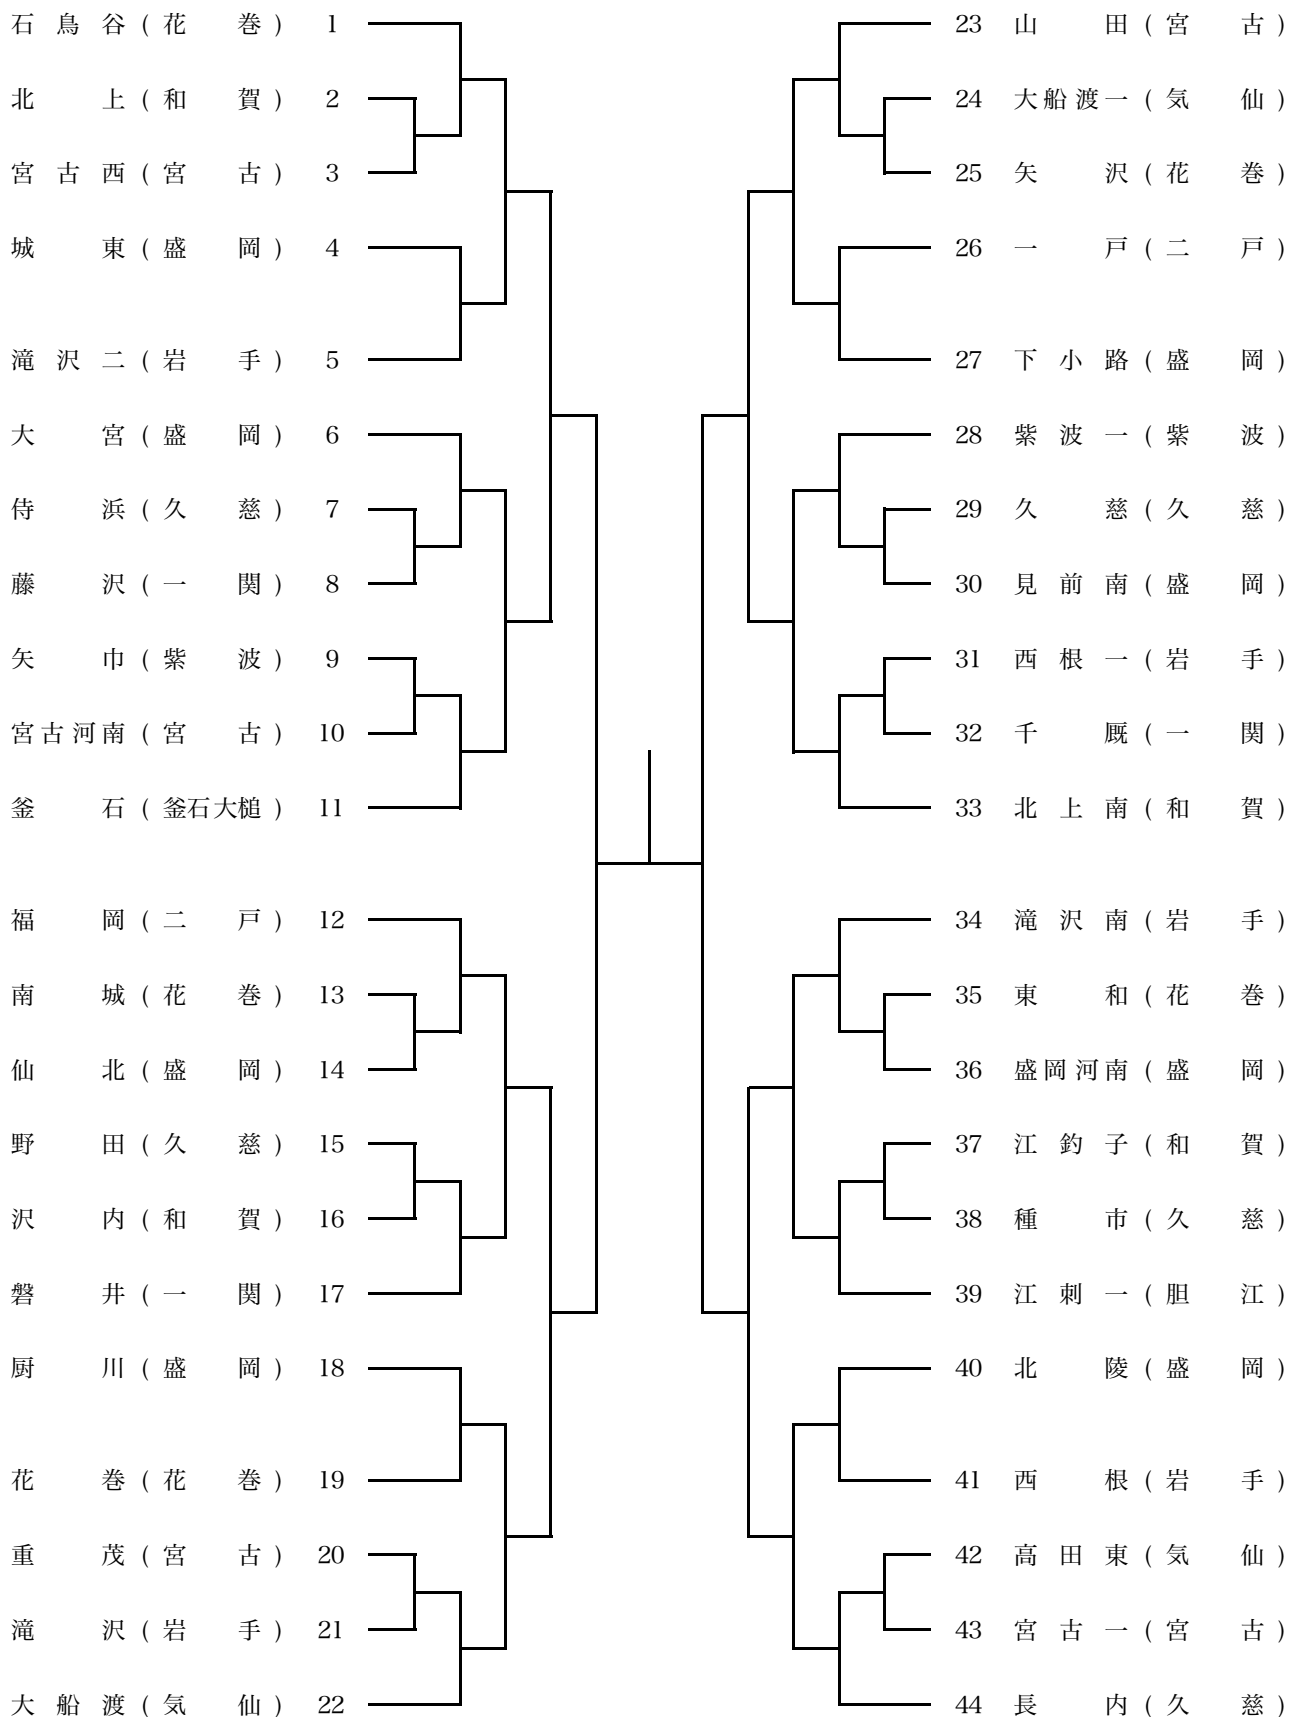 石鳥谷(花巻) 1
北上(和賀) 2
宮古西(宮古) 3
城東(盛岡) 4
滝沢二(岩手) 5
大宮(盛岡) 6
侍浜(久慈) 7
藤沢(一関) 8
矢巾(紫波) 9
宮古河南(宮古) 10
釜石(釜石大槌) 11
福岡(二戸) 12
南城(花巻) 13
仙北(盛岡) 14
野田(久慈) 15
沢内(和賀) 16
磐井(一関) 17
厨川(盛岡) 18
花巻(花巻) 19
重茂(宮古) 20
滝沢(岩手) 21
大船渡(気仙) 22
23 山田(宮古)
24 大船渡一(気仙)
25 矢沢(花巻)
26 一戸(二戸)
27 下小路(盛岡)
28 紫波一(紫波)
29 久慈(久慈)
30 見前南(盛岡)
31 西根一(岩手)
32 千厩(一関)
33 北上南(和賀)
34 滝沢南(岩手)
35 東和(花巻)
36 盛岡河南(盛岡)
37 江釣子(和賀)
38 種市(久慈)
39 江刺一(胆江)
40 北陵(盛岡)
41 西根(岩手)
42 高田東(気仙)
43 宮古一(宮古)
44 長内(久慈)